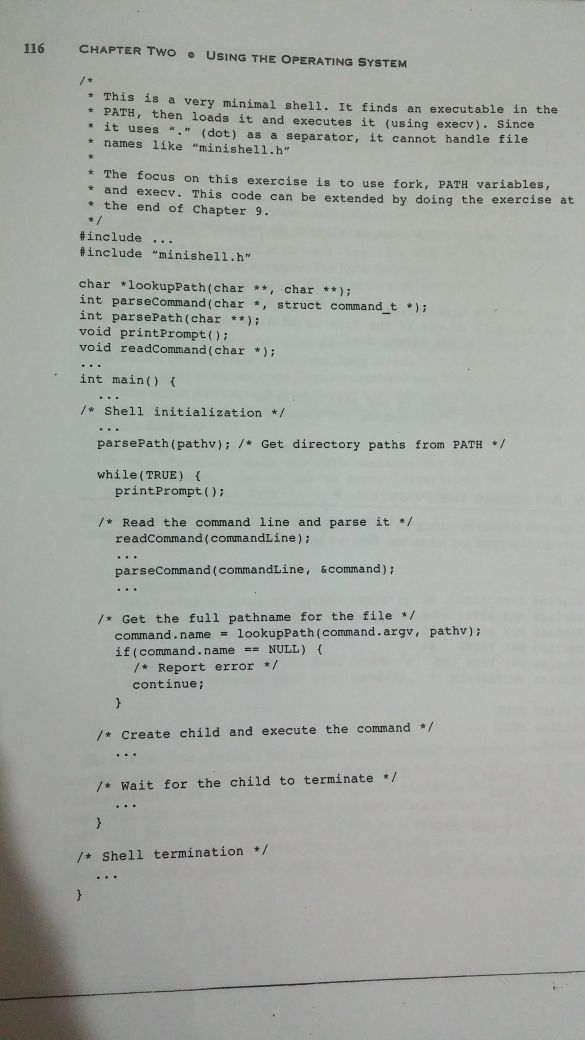 116 CHAPTER TWO • USING THE OPERATING SYSTEM
/*
* This is a very minimal shell. It finds an executable in the
* PATH, then loads it and executes it (using execv). Since
* it uses "." (dot) as a separator, it cannot handle file
* names like "minishell.h"
*
* The focus on this exercise is to use fork, PATH variables,
* and execv. This code can be extended by doing the exercise at
* the end of Chapter 9.
*/
#include ...
#include "minishell.h"
char *lookupPath(char **, char **);
int parseCommand(char *, struct command_t *);
int parsePath(char **);
void printPrompt();
void readCommand(char *);
...
int main() {
...
/* Shell initialization */
...
parsePath(pathv); /* Get directory paths from PATH */
while(TRUE) {
printPrompt();
/* Read the command line and parse it */
readCommand(commandLine);
...
parseCommand(commandLine, &command);
...
/* Get the full pathname for the file */
command.name = lookupPath(command.argv, pathv);
if(command.name == NULL) {
/* Report error */
continue;
}
/* Create child and execute the command */
...
/* Wait for the child to terminate */
...
}
/* Shell termination */
...
}